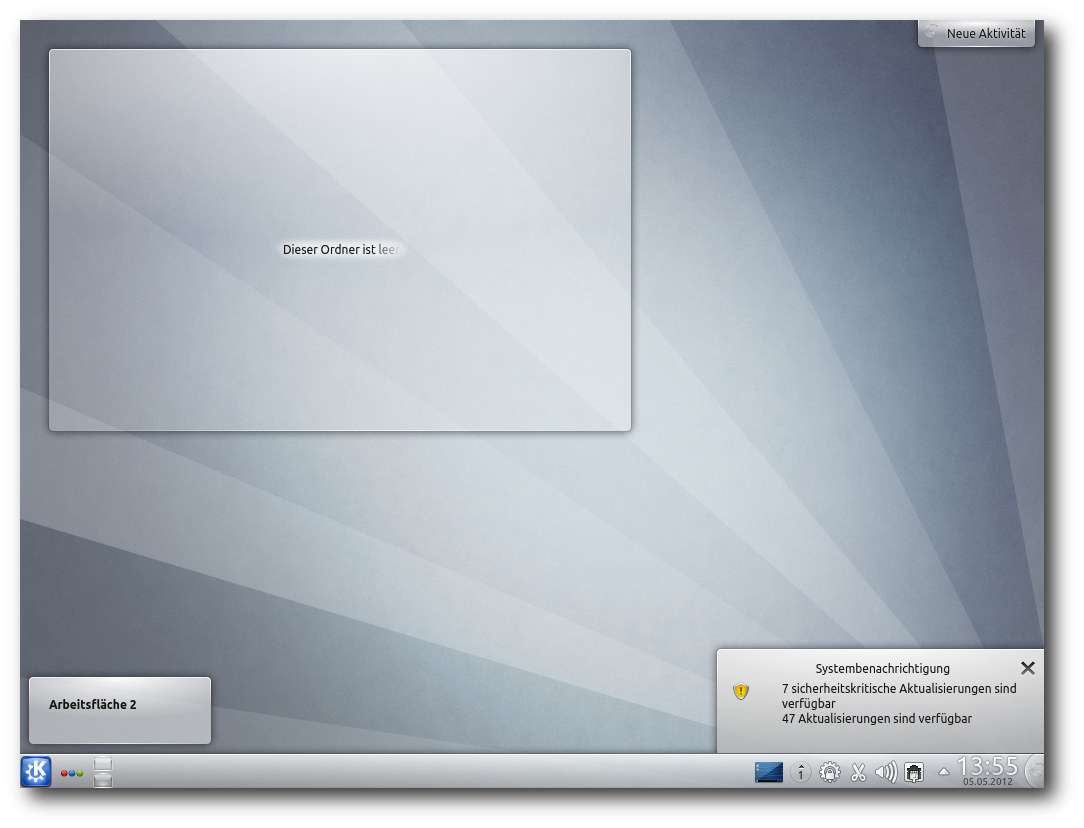 Neue Aktivität
Dieser Ordner ist leer
Systembenachrichtigung
7 sicherheitskritische Aktualisierungen sind
verfügbar
47 Aktualisierungen sind verfügbar
Arbeitsfläche 2
1
13:55
05.05.2012